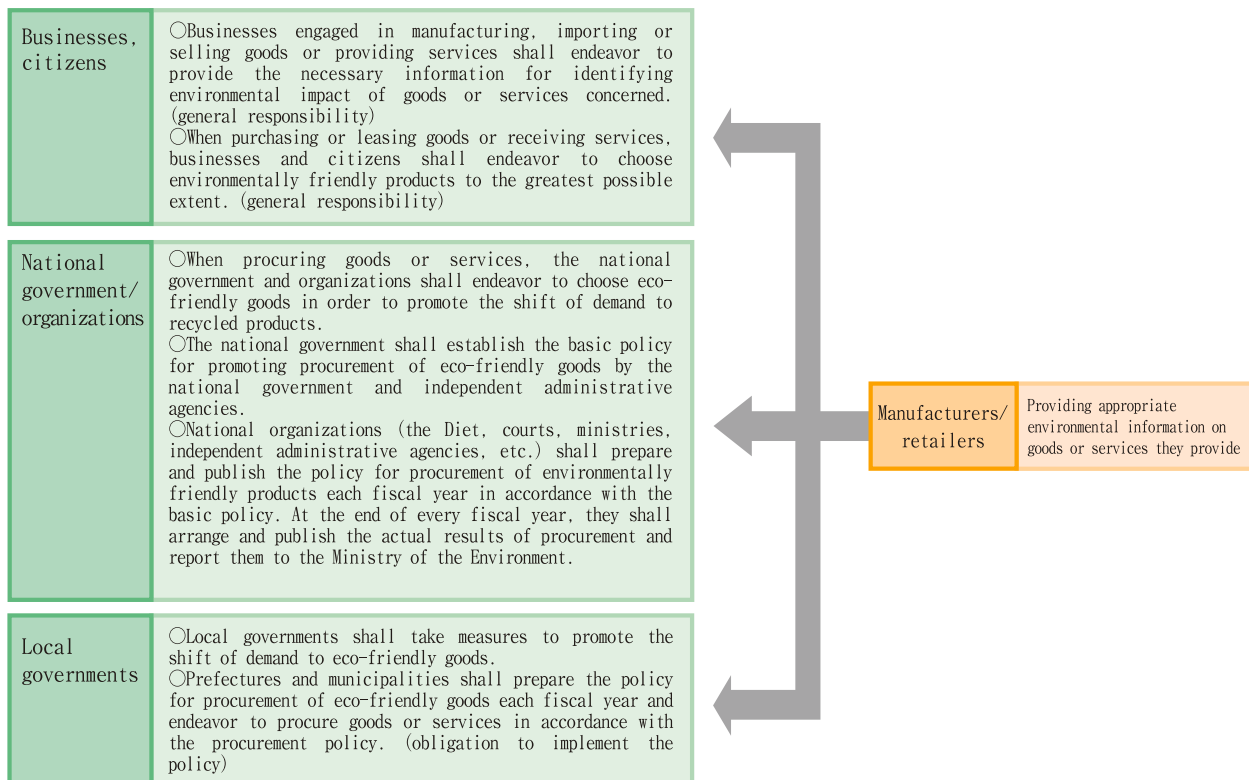 Businesses,
citizens
○Businesses engaged in manufacturing, importing or
selling goods or providing services shall endeavor to
provide the necessary information for identifying
environmental impact of goods or services concerned.
(general responsibility)
○When purchasing or leasing goods or receiving services,
businesses and citizens shall endeavor to choose
environmentally friendly products to the greatest possible
extent. (general responsibility)
National
government/
organizations
○When procuring goods or services, the national
government and organizations shall endeavor to choose eco-
friendly goods in order to promote the shift of demand to
recycled products.
○The national government shall establish the basic policy
for promoting procurement of eco-friendly goods by the
national government and independent administrative
agencies.
○National organizations (the Diet, courts, ministries,
independent administrative agencies, etc.) shall prepare
and publish the policy for procurement of environmentally
friendly products each fiscal year in accordance with the
basic policy. At the end of every fiscal year, they shall
arrange and publish the actual results of procurement and
report them to the Ministry of the Environment.
Local
governments
○Local governments shall take measures to promote the
shift of demand to eco-friendly goods.
○Prefectures and municipalities shall prepare the policy
for procurement of eco-friendly goods each fiscal year and
endeavor to procure goods or services in accordance with
the procurement policy. (obligation to implement the
policy)
Manufacturers/
retailers
Providing appropriate
environmental information on
goods or services they provide